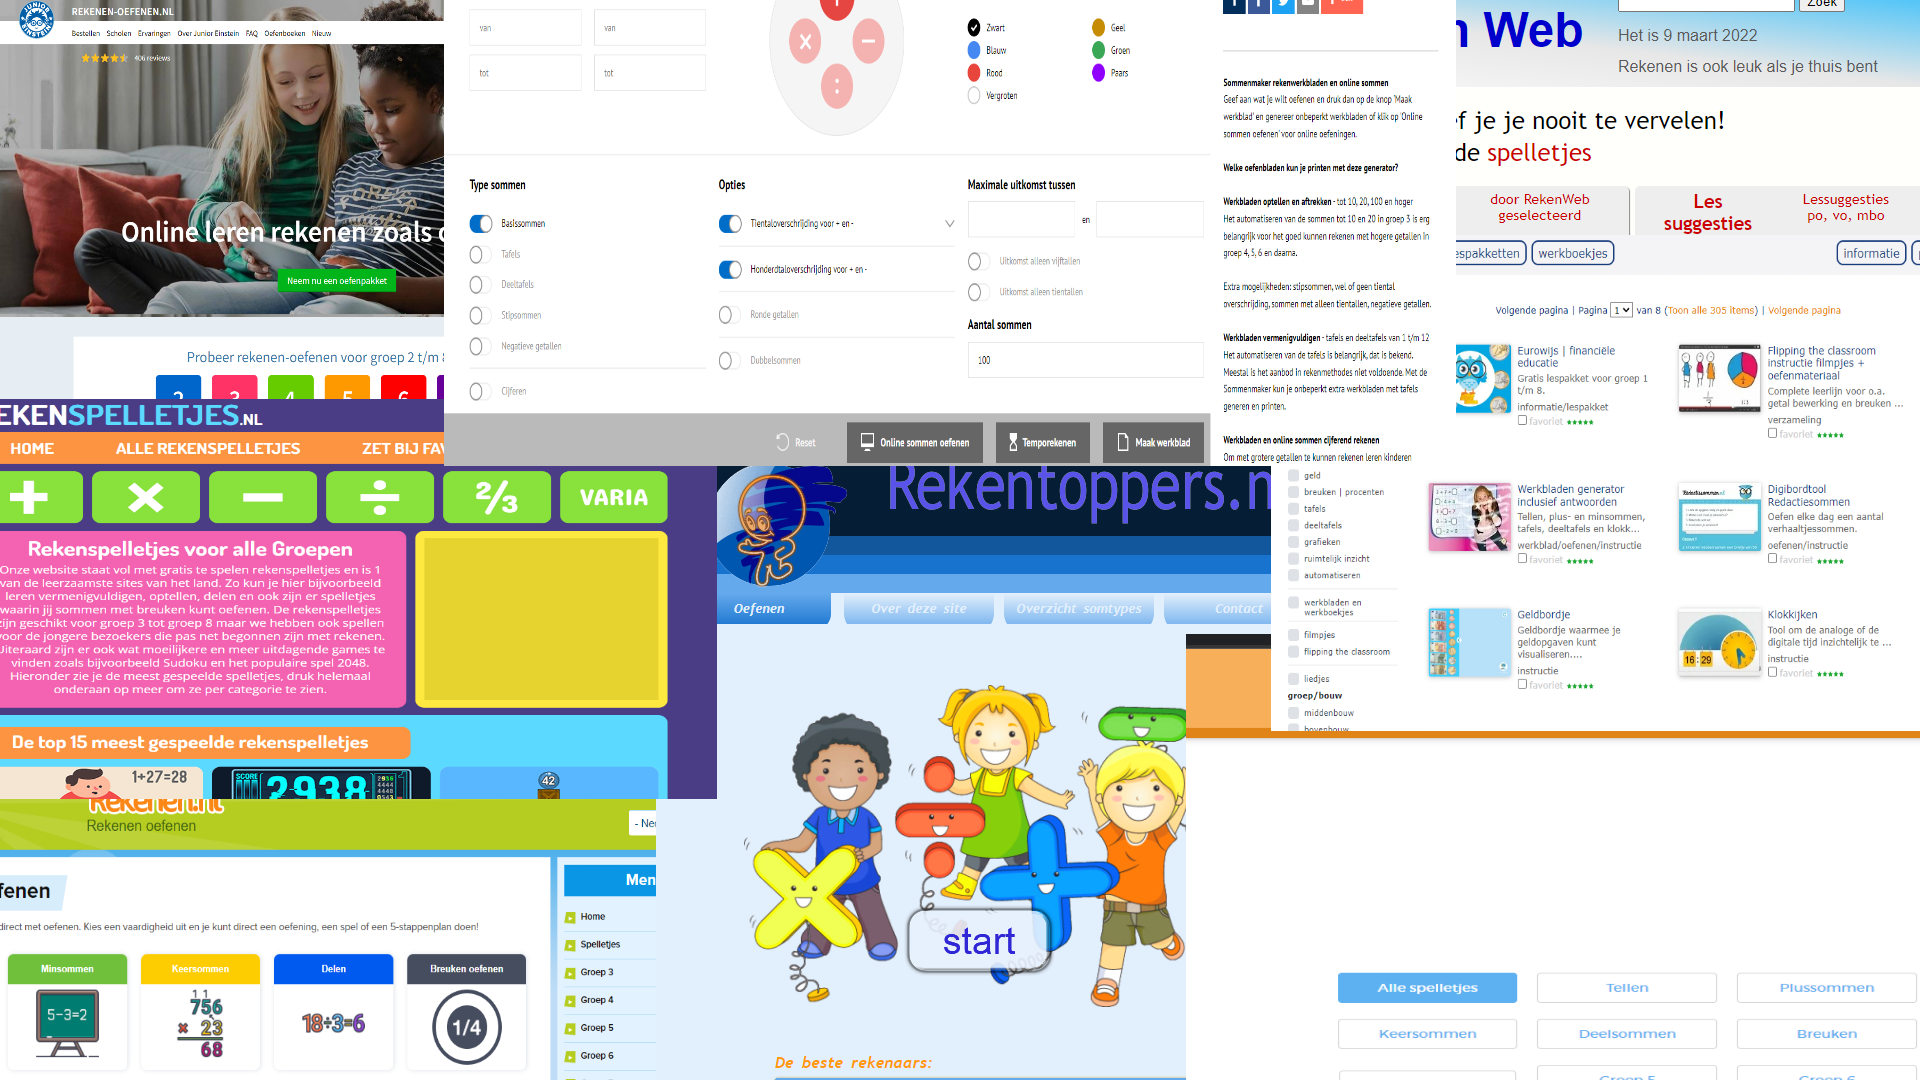 REKENEN-OEFENEN.NL
Bestellen Scholen Ervaringen Over Junior Einstein FAQ Oefenboeken Nieuw
406 reviews
Online leren rekenen zoals
Neem nu een oefenpakket
Probeer rekenen-oefenen voor groep 2 t/m
van
van
tot
tot
Zwart
Blauw
Rood
Vergroten
Geel
Groen
Paars
Type sommen
Basissommen
Tafels
Deeltafels
Stipsommen
Negatieve getallen
Cijferen
Opties
Tientaloverschrijding voor + en -
Honderdtaloverschrijding voor + en -
Ronde getallen
Dubbelsommen
Maximale uitkomst tussen
en
Uitkomst alleen vijftallen
Uitkomst alleen tientallen
Aantal sommen
100
Reset
Online sommen oefenen
Temporekenen
Maak werkblad
Sommenmaker rekenwerkbladen en online sommen
Geef aan wat je wilt oefenen en druk dan op de knop 'Maak
werkblad' en genereer onbeperkt werkbladen of klik op 'Online
sommen oefenen' voor online oefeningen.
Welke oefenbladen kun je printen met deze generator?
Werkbladen optellen en aftrekken - tot 10, 20, 100 en hoger
Het automatiseren van de sommen tot 10 en 20 in groep 3 is erg
belangrijk voor het goed kunnen rekenen met hogere getallen in
groep 4, 5, 6 en daarna.
Extra mogelijkheden: stipsommen, wel of geen tiental
overschrijding, sommen met alleen tientallen, negatieve getallen.
Werkbladen vermenigvuldigen - tafels en deeltafels van 1 t/m 12
Het automatiseren van de tafels is belangrijk, dat is bekend.
Meestal is het aanbod in rekenmethodes niet voldoende. Met de
Sommenmaker kun je onbeperkt extra werkbladen met tafels
generen en printen.
Werkbladen en online sommen cijferend rekenen
Om met grotere getallen te kunnen rekenen leren kinderen
Zoek
Web
Het is 9 maart 2022
Rekenen is ook leuk als je thuis bent
f je je nooit te vervelen!
de spelletjes
door RekenWeb
geselecteerd
Les
suggesties
Lessuggesties
po, vo, mbo
espakketten
werkboekjes
informatie
Volgende pagina | Pagina 1 van 8 (Toon alle 305 items) | Volgende pagina
Eurowijs | financiële
educatie
Gratis lespakket voor groep 1
t/m 8.
informatie/lespakket
favoriet
Flipping the classroom
instructie filmpjes +
oefenmateriaal
Complete leerlijn voor o.a.
getal bewerking en breuken ...
verzameling
favoriet
Werkbladen generator
inclusief antwoorden
Tellen, plus- en minsommen,
tafels, deeltafels en klokk...
werkblad/oefenen/instructie
favoriet
Digibordtool
Redactiesommen
Oefen elke dag een aantal
verhaaltjessommen.
oefenen/instructie
favoriet
Geldbordje
Geldbordje waarmee je
geldopgaven kunt
visualiseren....
instructie
favoriet
16:29
Klokkijken
Tool om de analoge of de
digitale tijd inzichtelijk te ...
instructie
favoriet
geld
breuken | procenten
tafels
deeltafels
grafieken
ruimtelijk inzicht
automatiseren
werkbladen en
werkboekjes
filmpjes
flipping the classroom
liedjes
groep/bouw
middenbouw
bovenbouw
EKENSPELLETJES.NL
HOME ALLE REKENSPELLETJES ZET BIJ FAV
+ × − ÷ ⅔ VARIA
Rekenspelletjes voor alle Groepen
Onze website staat vol met gratis te spelen rekenspelletjes en is 1
van de leerzaamste sites van het land. Zo kun je hier bijvoorbeeld
leren vermenigvuldigen, optellen, delen en ook zijn er spelletjes
waarin jij sommen met breuken kunt oefenen. De rekenspelletjes
zijn geschikt voor groep 3 tot groep 8 maar we hebben ook spellen
voor de jongere bezoekers die pas net begonnen zijn met rekenen.
Uiteraard zijn er ook wat moeilijkere en meer uitdagende games te
vinden zoals bijvoorbeeld Sudoku en het populaire spel 2048.
Hieronder zie je de meest gespeelde spelletjes, druk helemaal
onderaan op meer om ze per categorie te zien.
De top 15 meest gespeelde rekenspelletjes
1+27=28
SCORE
2938
42
Rekentoppers.n
Oefenen
Over deze site
Overzicht somtypes
Contact
start
De beste rekenaars:
Rekenen.nl
Rekenen oefenen
fenen
direct met oefenen. Kies een vaardigheid uit en je kunt direct een oefening, een spel of een 5-stappenplan doen!
Minsommen
5-3=2
Keersommen
11
756
× 23
68
Delen
18÷3=6
Breuken oefenen
1/4
Men
Home
Spelletjes
Groep 3
Groep 4
Groep 5
Groep 6
Alle spelletjes
Tellen
Plussommen
Keersommen
Deelsommen
Breuken
Groep 5
Groep 6